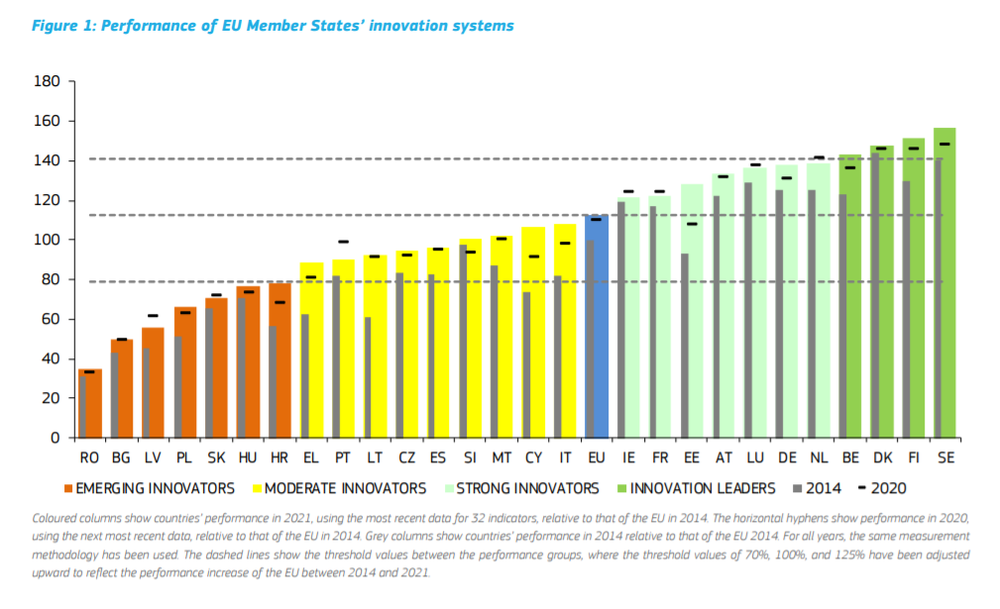 Figure 1: Performance of EU Member States' innovation systems
180
160
140
120
100
80
60
40
20
0
RO BG LV PL SK HU HR EL PT LT CZ ES SI MT CY IT EU IE FR EE AT LU DE NL BE DK FI SE
EMERGING INNOVATORS MODERATE INNOVATORS STRONG INNOVATORS INNOVATION LEADERS 2014 2020
Coloured columns show countries' performance in 2021, using the most recent data for 32 indicators, relative to that of the EU in 2014. The horizontal hyphens show performance in 2020,
using the next most recent data, relative to that of the EU in 2014. Grey columns show countries' performance in 2014 relative to that of the EU 2014. For all years, the same measurement
methodology has been used. The dashed lines show the threshold values between the performance groups, where the threshold values of 70%, 100%, and 125% have been adjusted
upward to reflect the performance increase of the EU between 2014 and 2021.